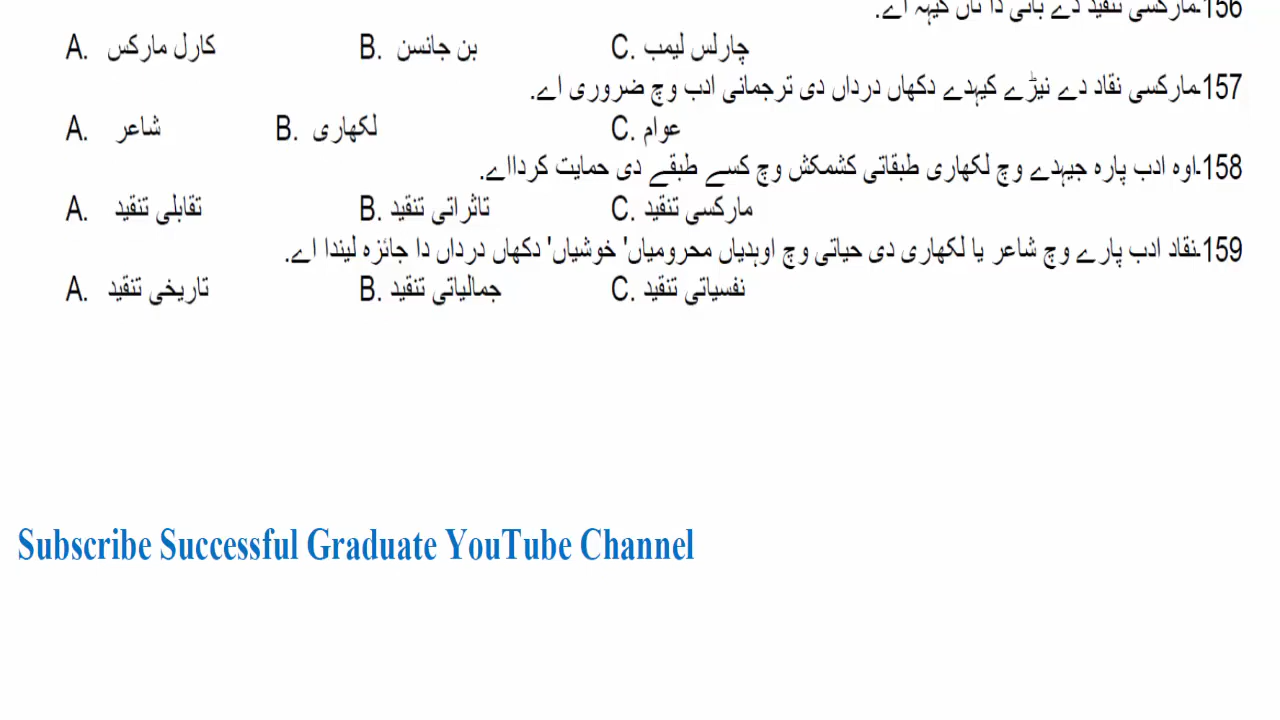 156.مارکسی تنقید دے بانی دا ناں کیہہ اے.
A. کارل مارکس B. بن جانسن C. چارلس لیمب
157.مارکسی نقاد دے نیڑے کیہدے دکھاں درداں دی ترجمانی ادب وچ ضروری اے.
A. شاعر B. لکھاری C. عوام
158.اوہ ادب پارہ جیہدے وچ لکھاری طبقاتی کشمکش وچ کسے طبقے دی حمایت کردااے.
A. تقابلی تنقید B. تاثراتی تنقید C. مارکسی تنقید
159.نقاد ادب پارے وچ شاعر یا لکھاری دی حیاتی وچ اوہدیاں محرومیاں' خوشیاں' دکھاں درداں دا جائزہ لیندا اے.
A. تاریخی تنقید B. جمالیاتی تنقید C. نفسیاتی تنقید
Subscribe Successful Graduate YouTube Channel